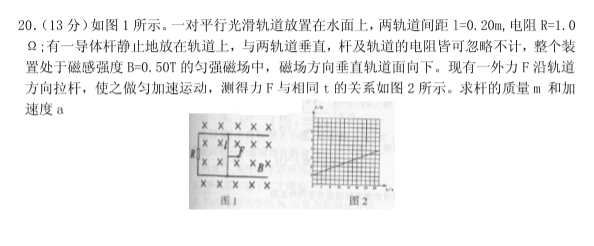 20.(13 分)如图 1 所示。一对平行光滑轨道放置在水面上，两轨道间距 l=0.20m,电阻 R=1.0
Ω;有一导体杆静止地放在轨道上，与两轨道垂直，杆及轨道的电阻皆可忽略不计，整个装
置处于磁感强度 B=0.50T 的匀强磁场中，磁场方向垂直轨道面向下。现有一外力 F 沿轨道
方向拉杆，使之做匀加速运动，测得力 F 与相同 t 的关系如图 2 所示。求杆的质量 m 和加
速度 a
× × × × ×
× × l × × ×
R F
× × × B ×
× × × × ×
图 1
图 2